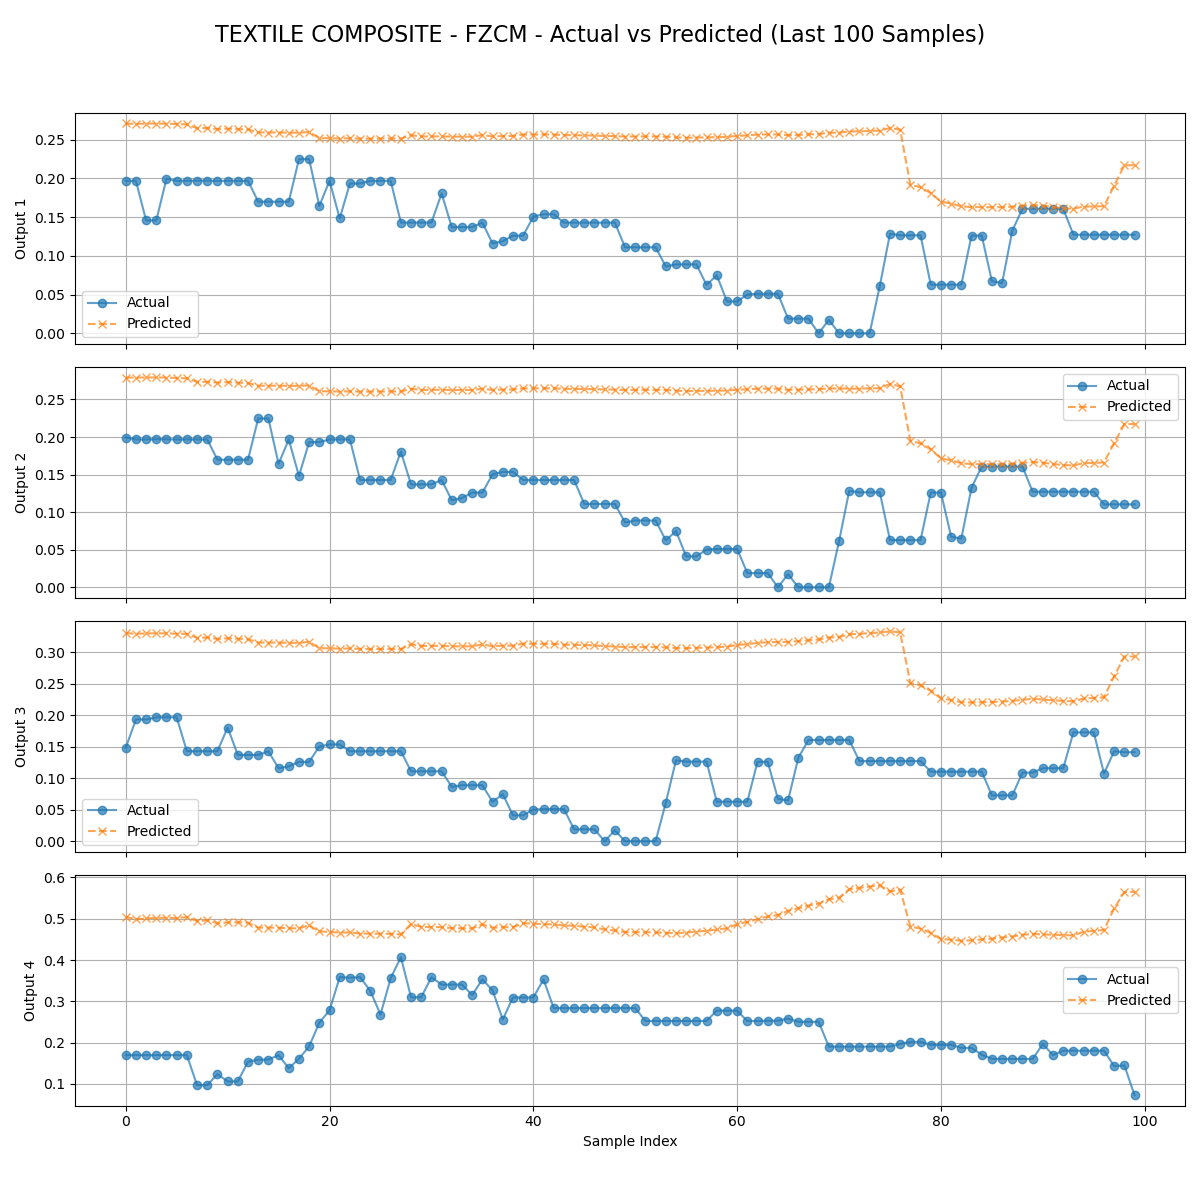 TEXTILE COMPOSITE - FZCM - Actual vs Predicted (Last 100 Samples)
0.25
0.20
0.15
0.10
0.05
0.00
Output 1
Actual
Predicted
0.25
0.20
0.15
0.10
0.05
0.00
Output 2
Actual
Predicted
0.30
0.25
0.20
0.15
0.10
0.05
0.00
Output 3
Actual
Predicted
0.6
0.5
0.4
0.3
0.2
0.1
Output 4
Actual
Predicted
0 20 40 60 80 100
Sample Index